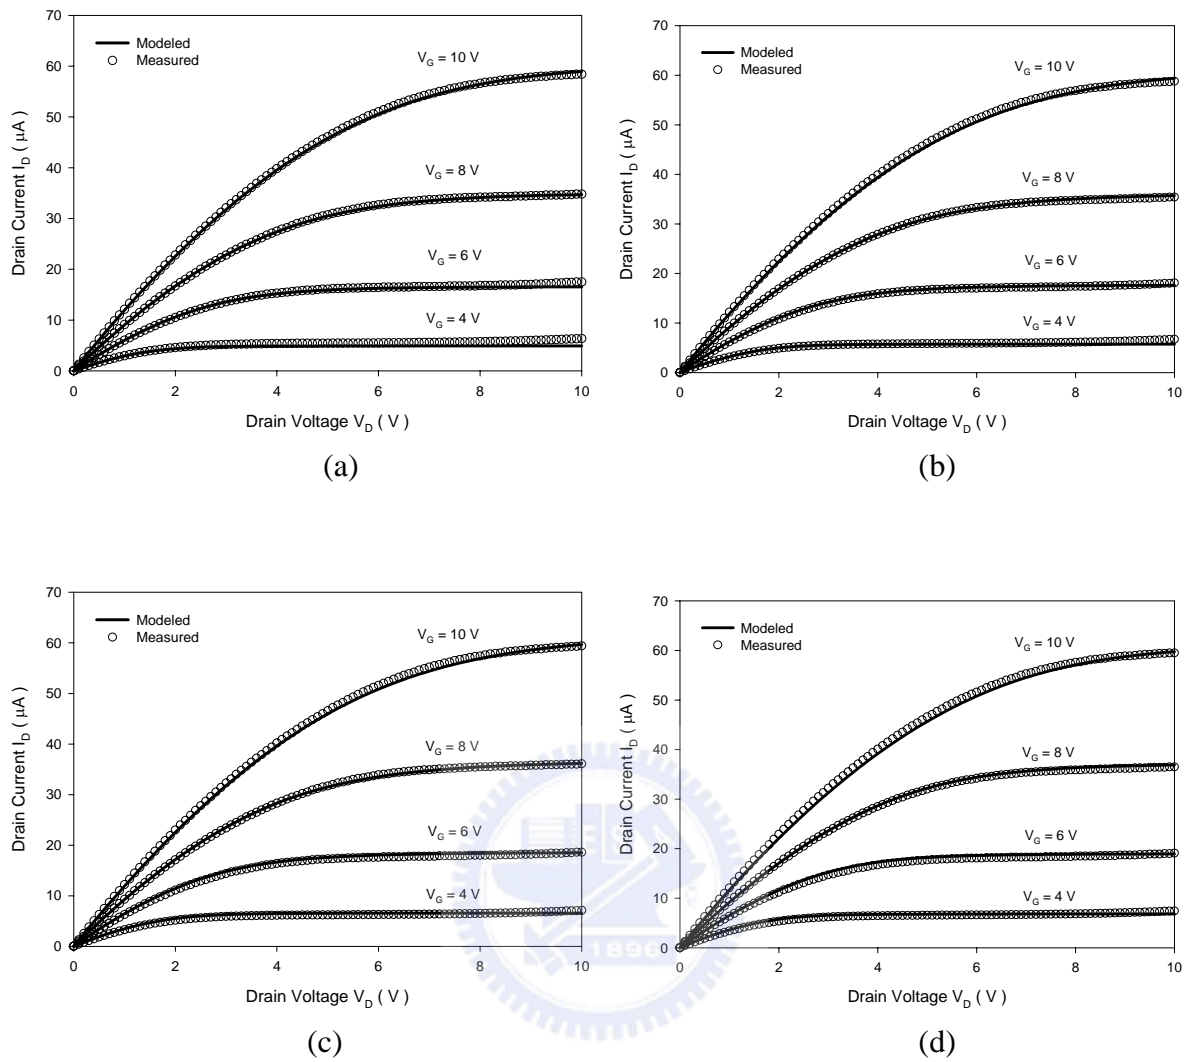 70
60
50
40
30
20
10
0
Drain Current I_D ( μA )
Modeled
Measured
V_G = 10 V
V_G = 8 V
V_G = 6 V
V_G = 4 V
0 2 4 6 8 10
Drain Voltage V_D ( V )
(a)
70
60
50
40
30
20
10
0
Drain Current I_D ( μA )
Modeled
Measured
V_G = 10 V
V_G = 8 V
V_G = 6 V
V_G = 4 V
0 2 4 6 8 10
Drain Voltage V_D ( V )
(b)
70
60
50
40
30
20
10
0
Drain Current I_D ( μA )
Modeled
Measured
V_G = 10 V
V_G = 8 V
V_G = 6 V
V_G = 4 V
0 2 4 6 8 10
Drain Voltage V_D ( V )
(c)
70
60
50
40
30
20
10
0
Drain Current I_D ( μA )
Modeled
Measured
V_G = 10 V
V_G = 8 V
V_G = 6 V
V_G = 4 V
0 2 4 6 8 10
Drain Voltage V_D ( V )
(d)
1896